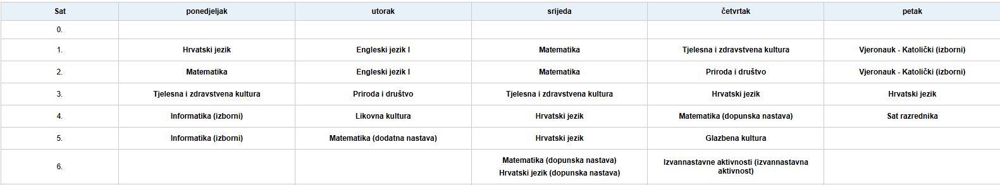 Sat ponedjeljak utorak srijeda četvrtak petak
0.
1. Hrvatski jezik Engleski jezik I Matematika Tjelesna i zdravstvena kultura Vjeronauk - Katolički (izborni)
2. Matematika Engleski jezik I Matematika Priroda i društvo Vjeronauk - Katolički (izborni)
3. Tjelesna i zdravstvena kultura Priroda i društvo Tjelesna i zdravstvena kultura Hrvatski jezik Hrvatski jezik
4. Informatika (izborni) Likovna kultura Hrvatski jezik Matematika (dopunska nastava) Sat razrednika
5. Informatika (izborni) Matematika (dodatna nastava) Hrvatski jezik Glazbena kultura
6. Matematika (dopunska nastava)
Hrvatski jezik (dopunska nastava)
Izvannastavne aktivnosti (izvannastavna
aktivnost)